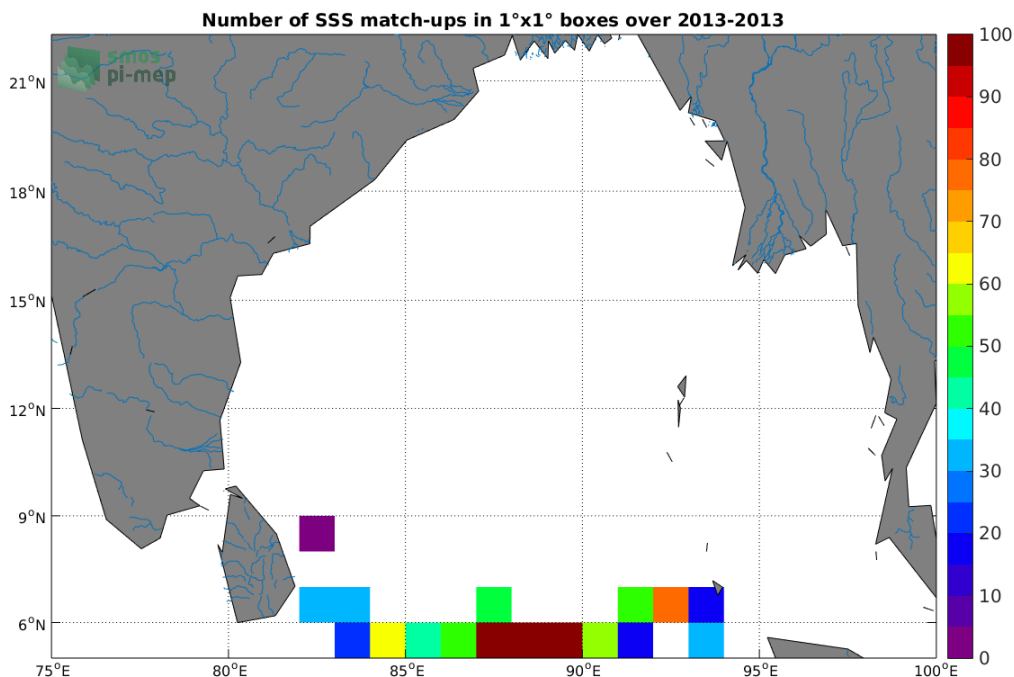 Number of SSS match-ups in 1°x1° boxes over 2013-2013
smos
pi-mep
21°N
18°N
15°N
12°N
9°N
6°N
75°E 80°E 85°E 90°E 95°E 100°E
100
90
80
70
60
50
40
30
20
10
0